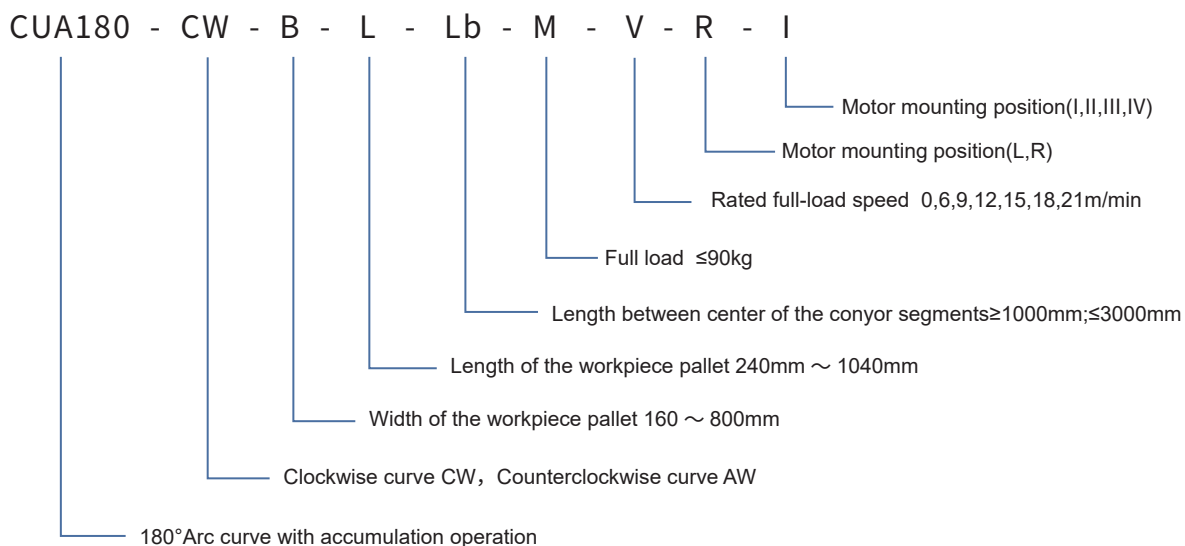 CUA180 - CW - B - L - Lb - M - V - R - I
Motor mounting position(I,II,III,IV)
Motor mounting position(L,R)
Rated full-load speed 0,6,9,12,15,18,21m/min
Full load ≤90kg
Length between center of the conyor segments≥1000mm;≤3000mm
Length of the workpiece pallet 240mm ～ 1040mm
Width of the workpiece pallet 160 ～ 800mm
Clockwise curve CW，Counterclockwise curve AW
180°Arc curve with accumulation operation